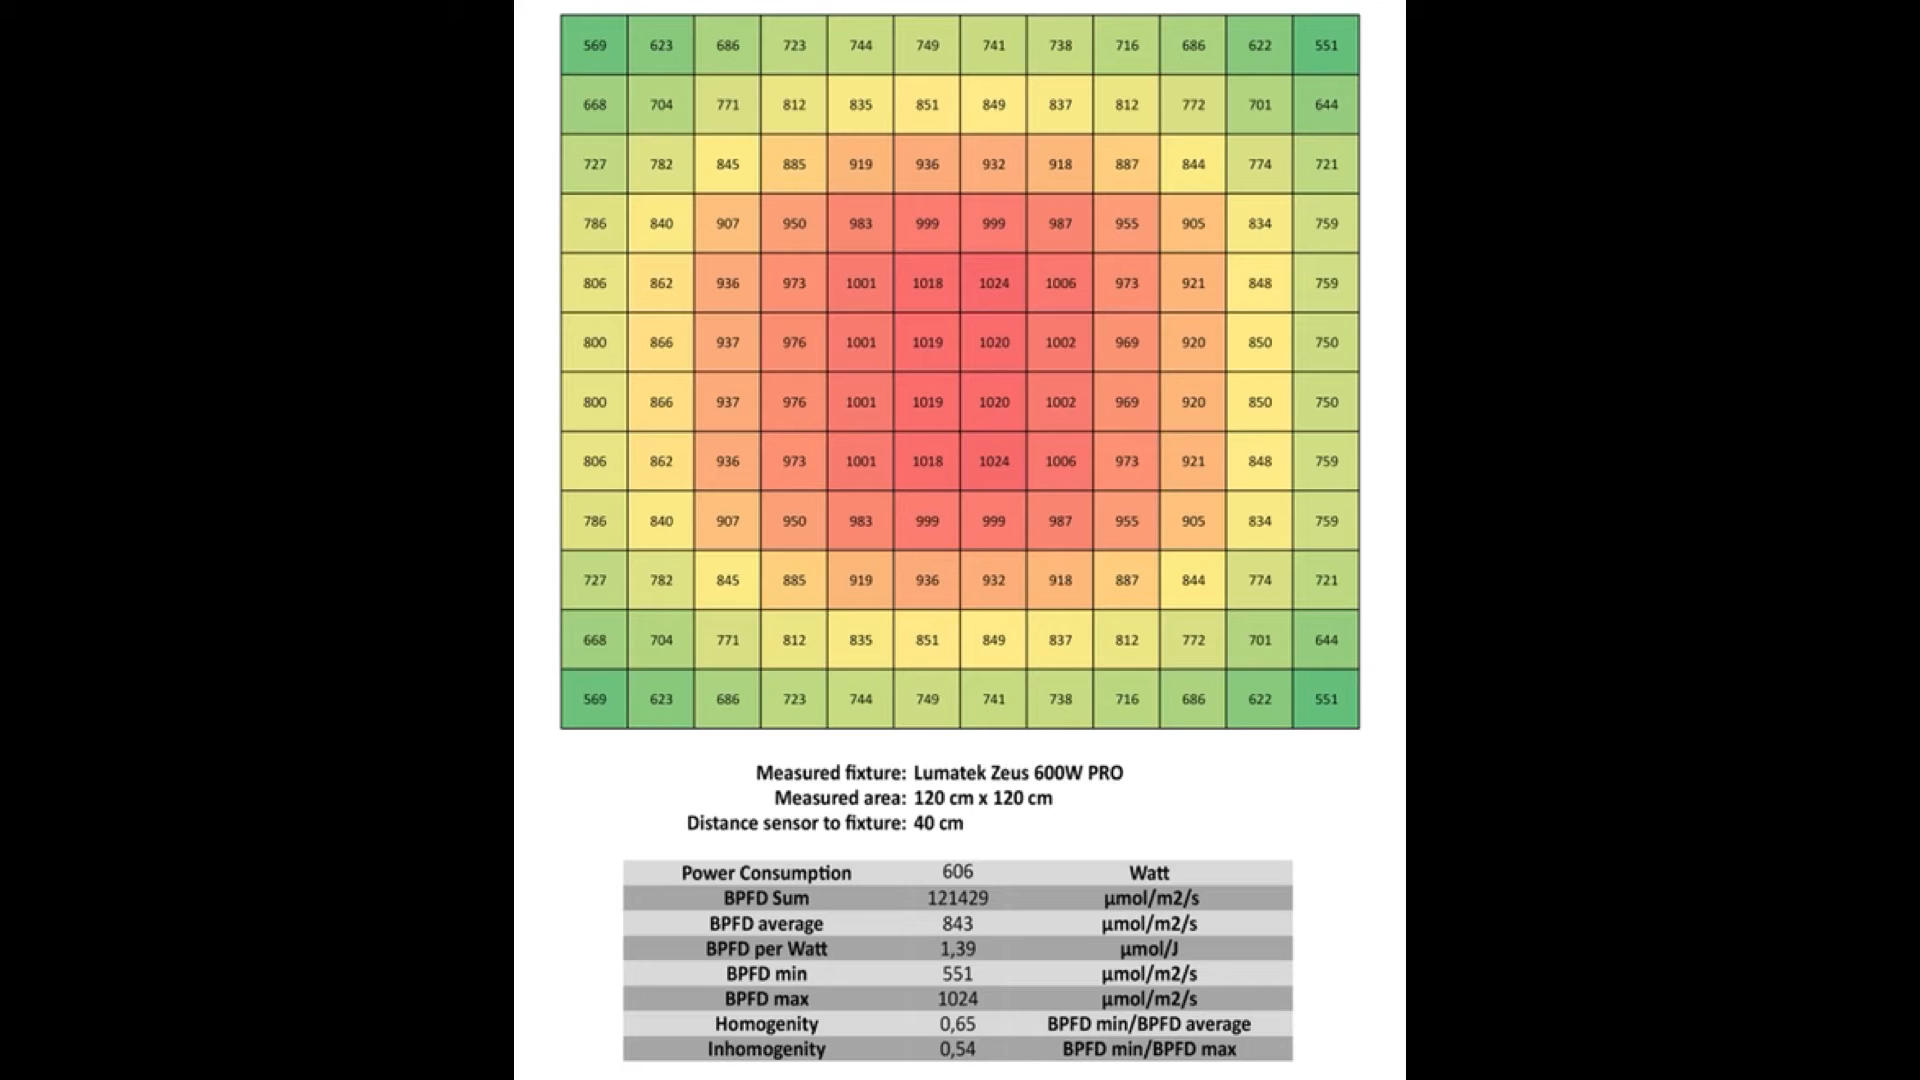 569 623 686 723 744 749 741 738 716 686 622 551
668 704 771 812 835 851 849 837 812 772 701 644
727 782 845 885 919 936 932 918 887 844 774 721
786 840 907 950 983 999 999 987 955 905 834 759
806 862 936 973 1001 1018 1024 1006 973 921 848 759
800 866 937 976 1001 1019 1020 1002 969 920 850 750
800 866 937 976 1001 1019 1020 1002 969 920 850 750
806 862 936 973 1001 1018 1024 1006 973 921 848 759
786 840 907 950 983 999 999 987 955 905 834 759
727 782 845 885 919 936 932 918 887 844 774 721
668 704 771 812 835 851 849 837 812 772 701 644
569 623 686 723 744 749 741 738 716 686 622 551
Measured fixture: Lumatek Zeus 600W PRO
Measured area: 120 cm x 120 cm
Distance sensor to fixture: 40 cm
Power Consumption 606 Watt
BPFD Sum 121429 µmol/m2/s
BPFD average 843 µmol/m2/s
BPFD per Watt 1,39 µmol/J
BPFD min 551 µmol/m2/s
BPFD max 1024 µmol/m2/s
Homogenity 0,65 BPFD min/BPFD average
Inhomogenity 0,54 BPFD min/BPFD max